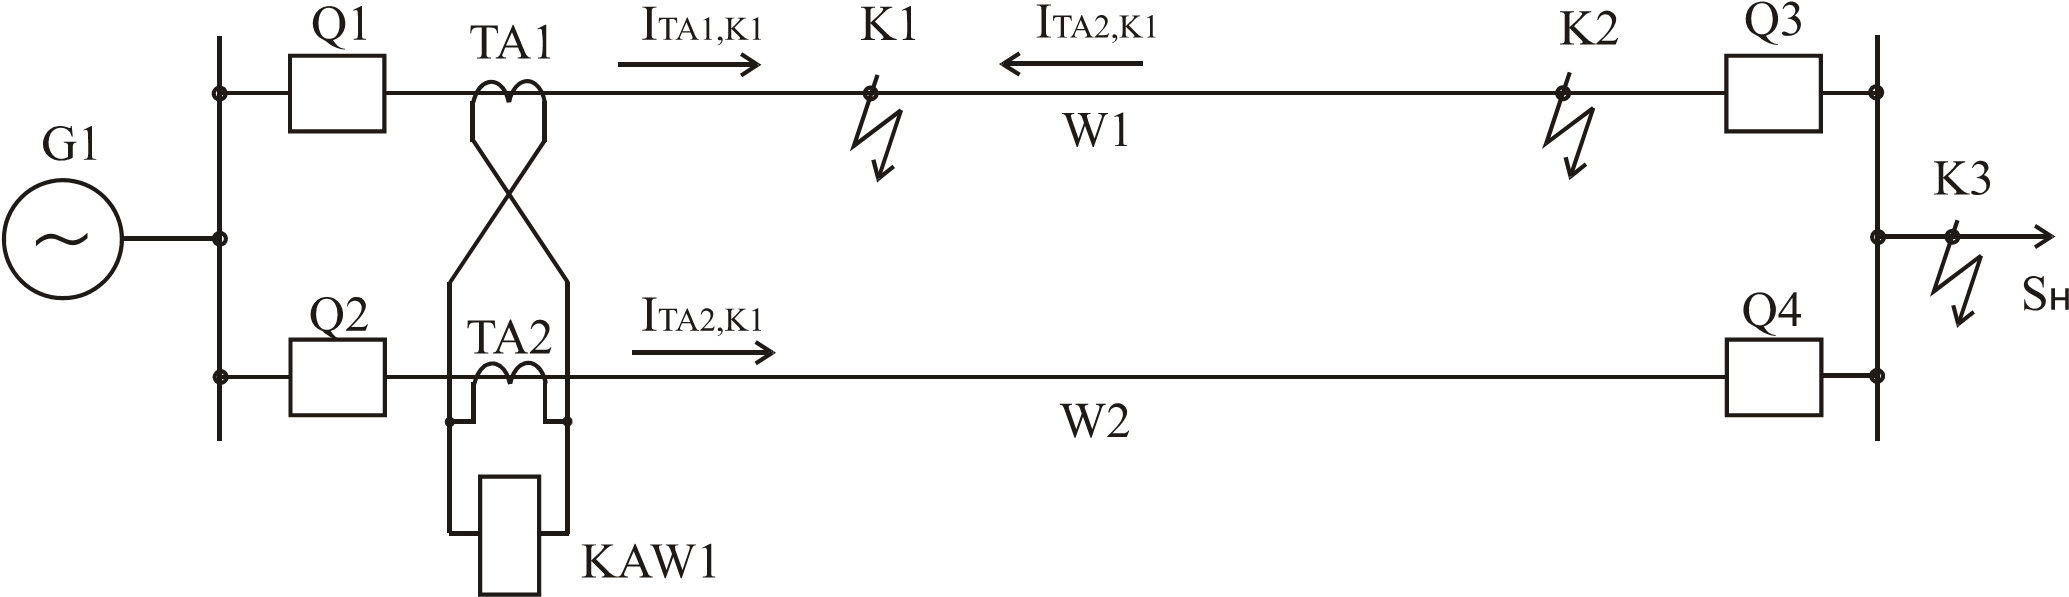 Q1
TA1
ITA1,K1
K1
ITA2,K1
K2
Q3
W1
G1
K3
Q2
TA2
ITA2,K1
Q4
Sн
W2
KAW1